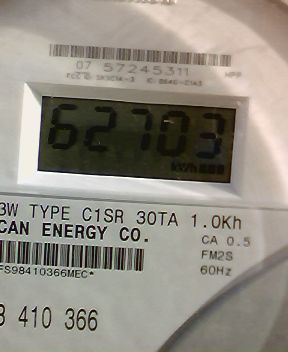 07 57245311
HPP
62703
kWh
3W TYPE C1SR 30TA 1.0Kh
CAN ENERGY CO.
CA 0.5
FM2S
FS98410366MEC*
60Hz
3 410 366